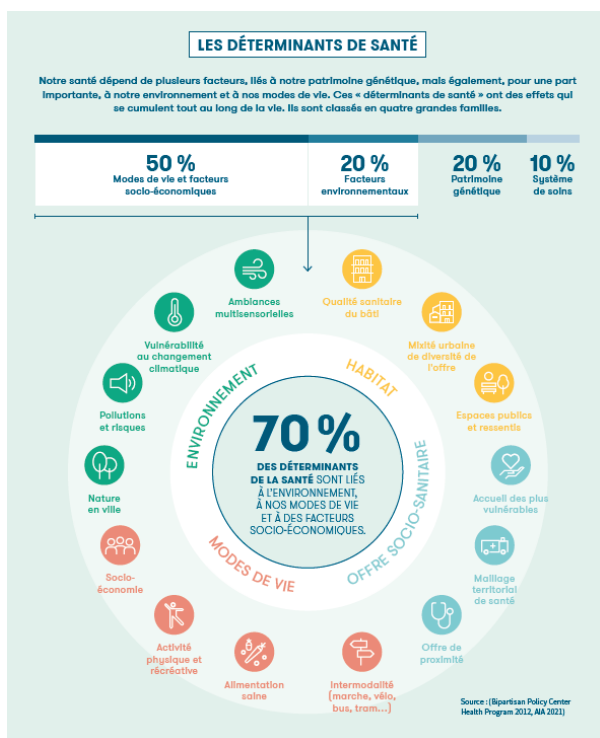 LES DÉTERMINANTS DE SANTÉ
Notre santé dépend de plusieurs facteurs, liés à notre patrimoine génétique, mais également, pour une part
importante, à notre environnement et à nos modes de vie. Ces « déterminants de santé » ont des effets qui
se cumulent tout au long de la vie. Ils sont classés en quatre grandes familles.
50 %
Modes de vie et facteurs
socio-économiques
20 %
Facteurs
environnementaux
20 %
Patrimoine
génétique
10 %
Système
de soins
Ambiances
multisensorielles
Qualité sanitaire
du bâti
Vulnérabilité
au changement
climatique
Mixité urbaine
de diversité de
l'offre
Pollutions
et risques
Espaces publics
et ressentis
Nature
en ville
Accueil des plus
vulnérables
Socio-
économie
Maillage
territorial
de santé
Activité
physique et
récréative
Offre de
proximité
Alimentation
saine
Intermodalité
(marche, vélo,
bus, tram...)
ENVIRONNEMENT
HABITAT
MODES DE VIE
OFFRE SOCIO-SANITAIRE
70 %
DES DÉTERMINANTS
DE LA SANTÉ SONT LIÉS
À L'ENVIRONNEMENT,
À NOS MODES DE VIE
ET À DES FACTEURS
SOCIO-ÉCONOMIQUES.
Source : (Bipartisan Policy Center
Health Program 2012, AIA 2021)